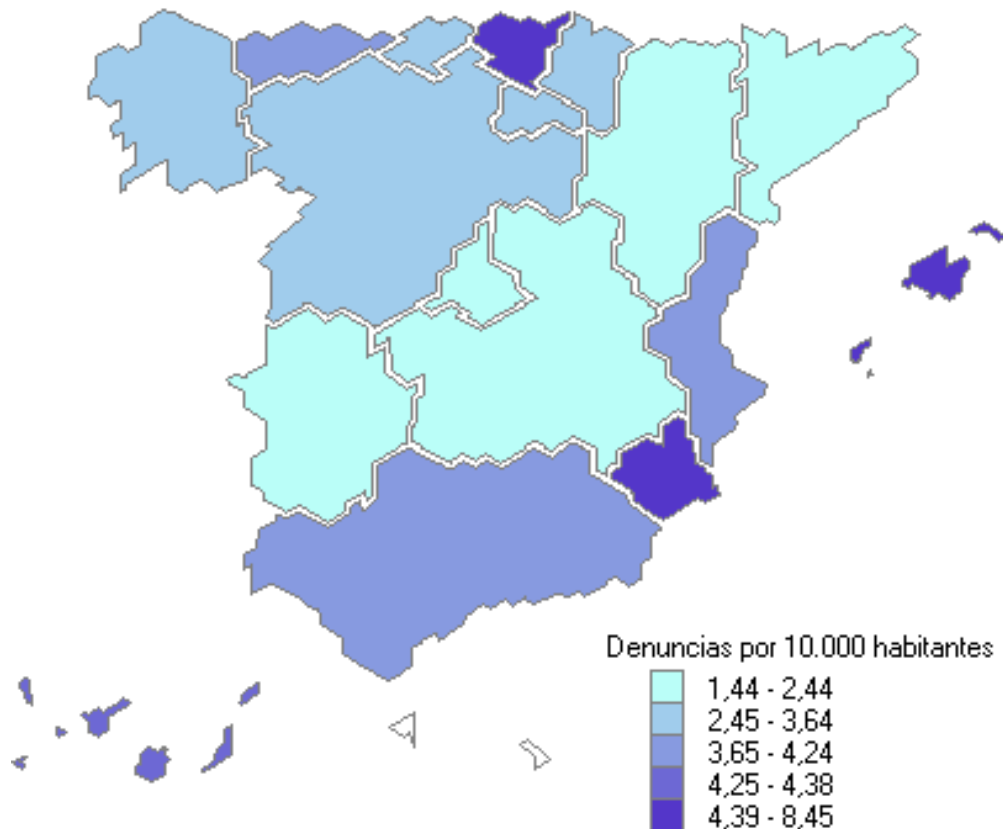 Denuncias por 10.000 habitantes
1,44 - 2,44
2,45 - 3,64
3,65 - 4,24
4,25 - 4,38
4,39 - 8,45